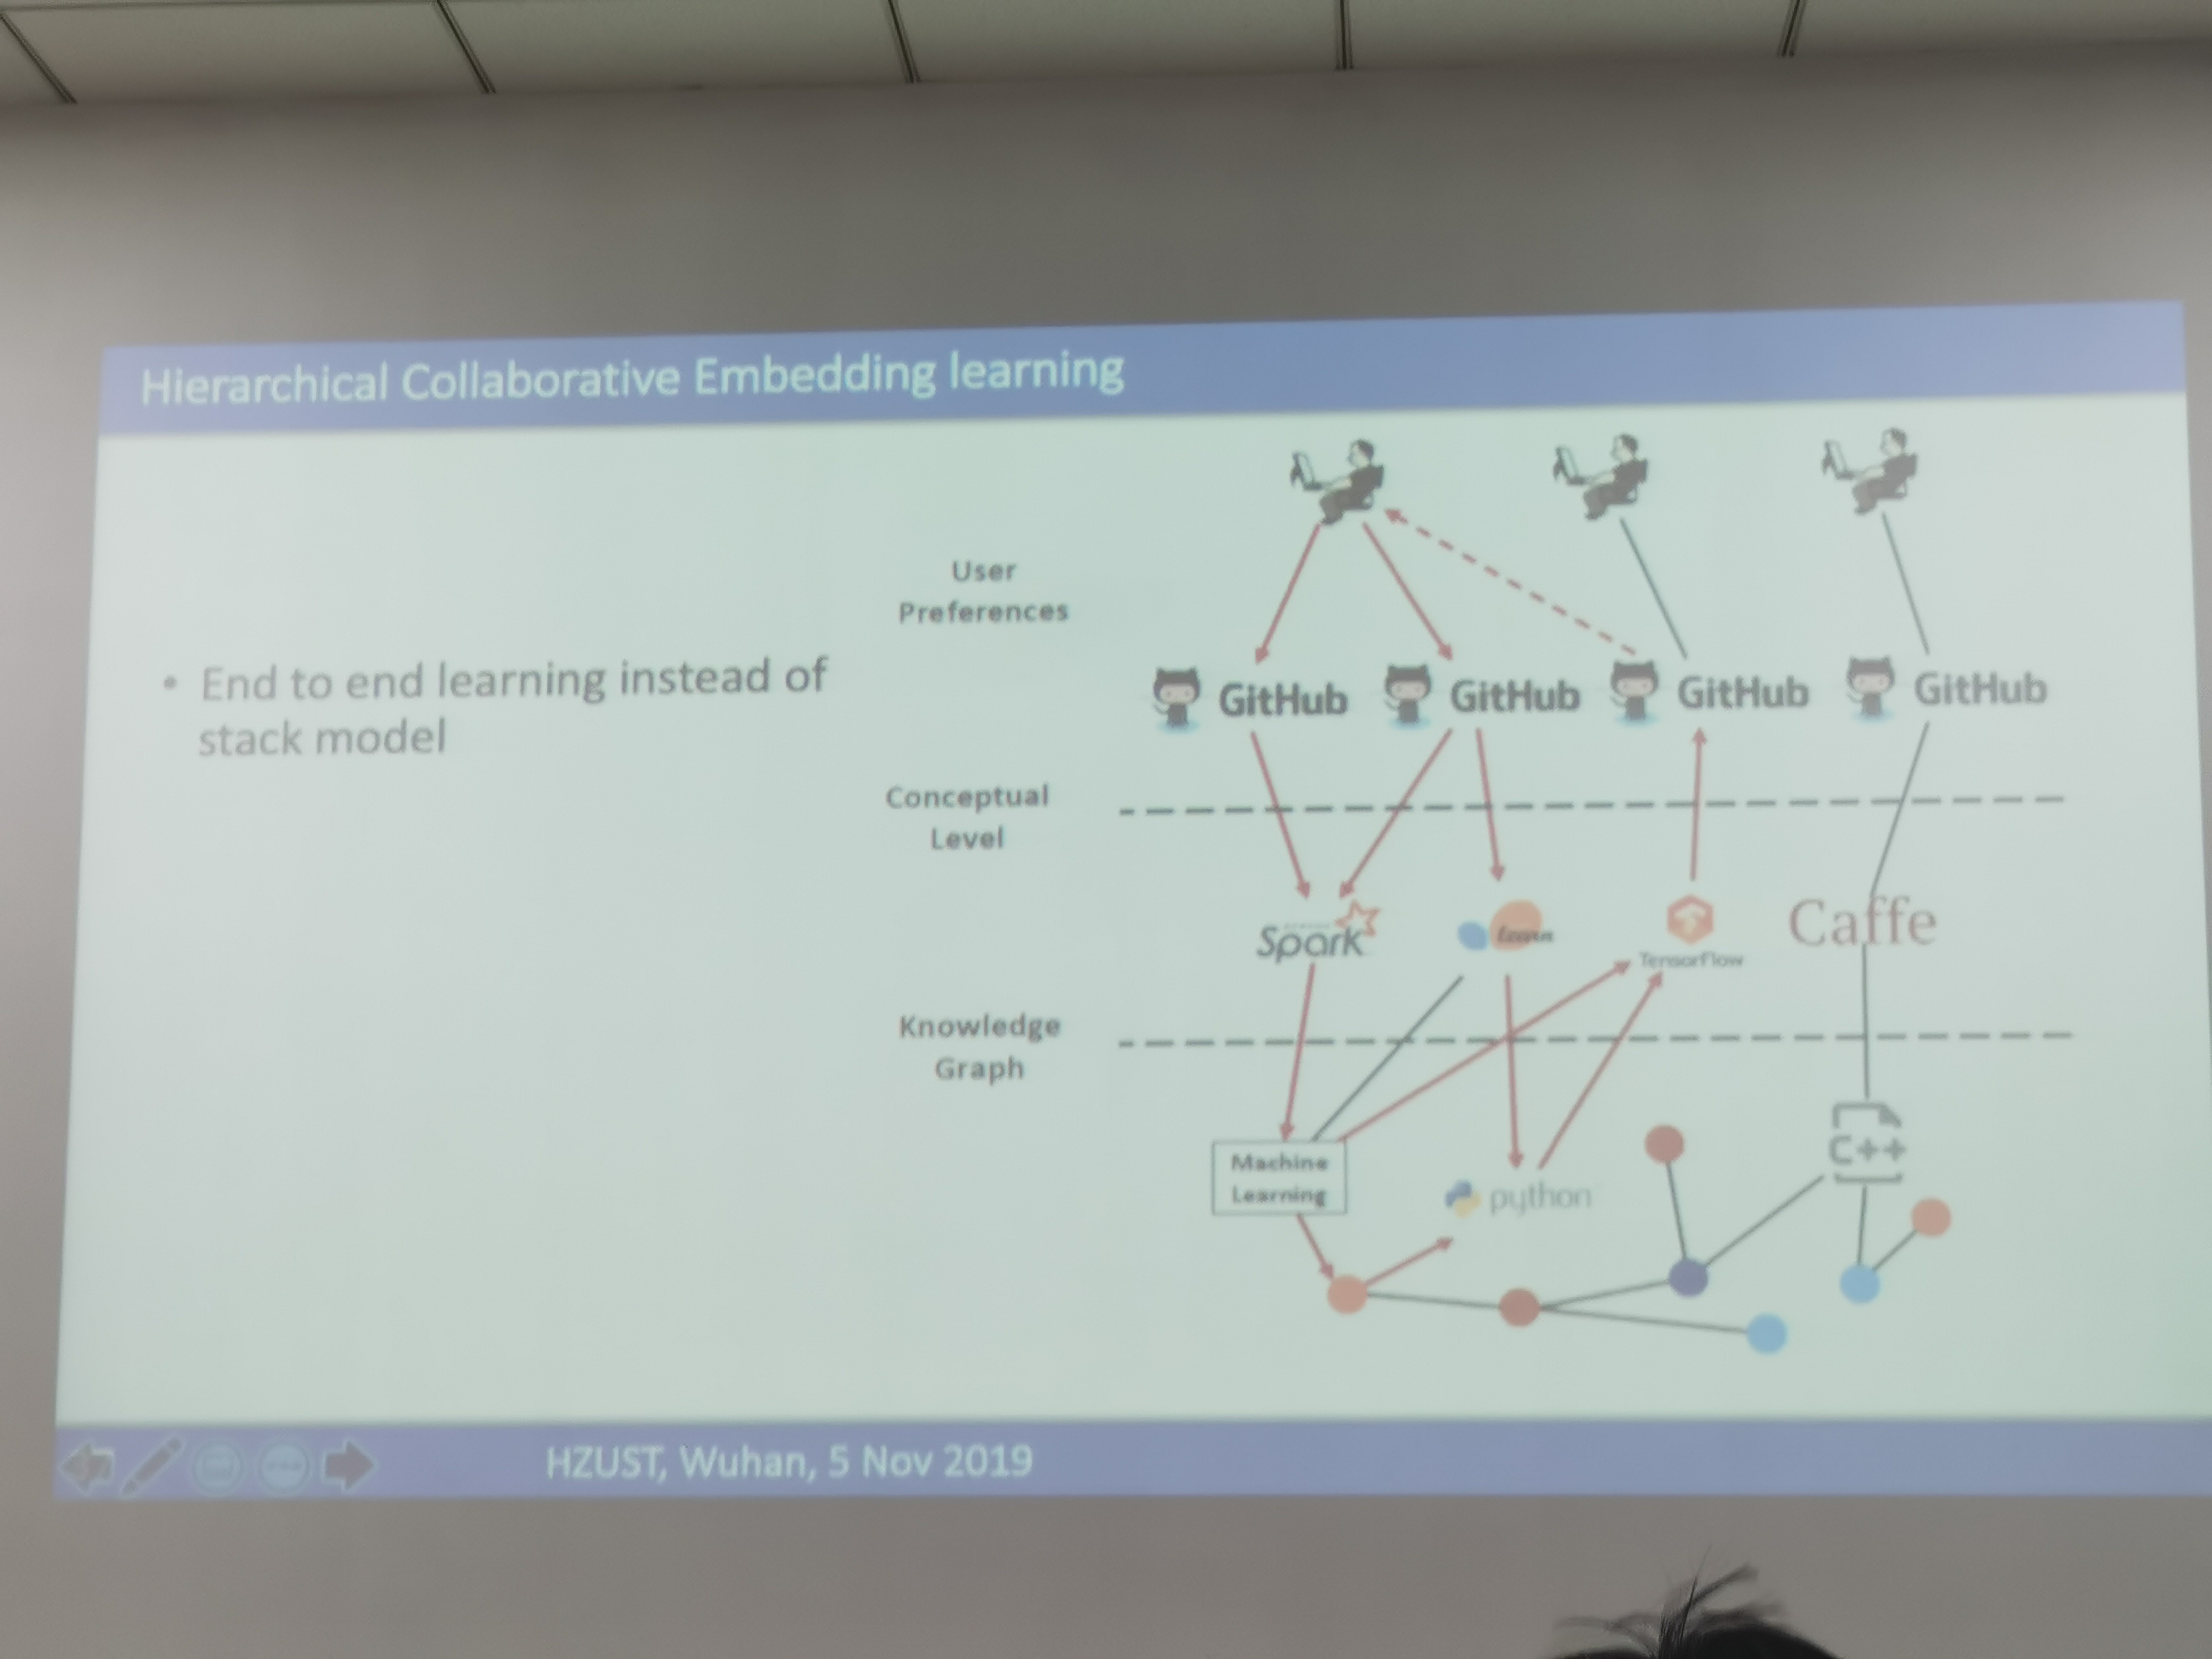 Hierarchical Collaborative Embedding learning
User
Preferences
• End to end learning instead of
stack model
GitHub GitHub GitHub GitHub
Conceptual
Level
Spark learn TensorFlow Caffe
Knowledge
Graph
Machine
Learning
python
C++
HZUST, Wuhan, 5 Nov 2019